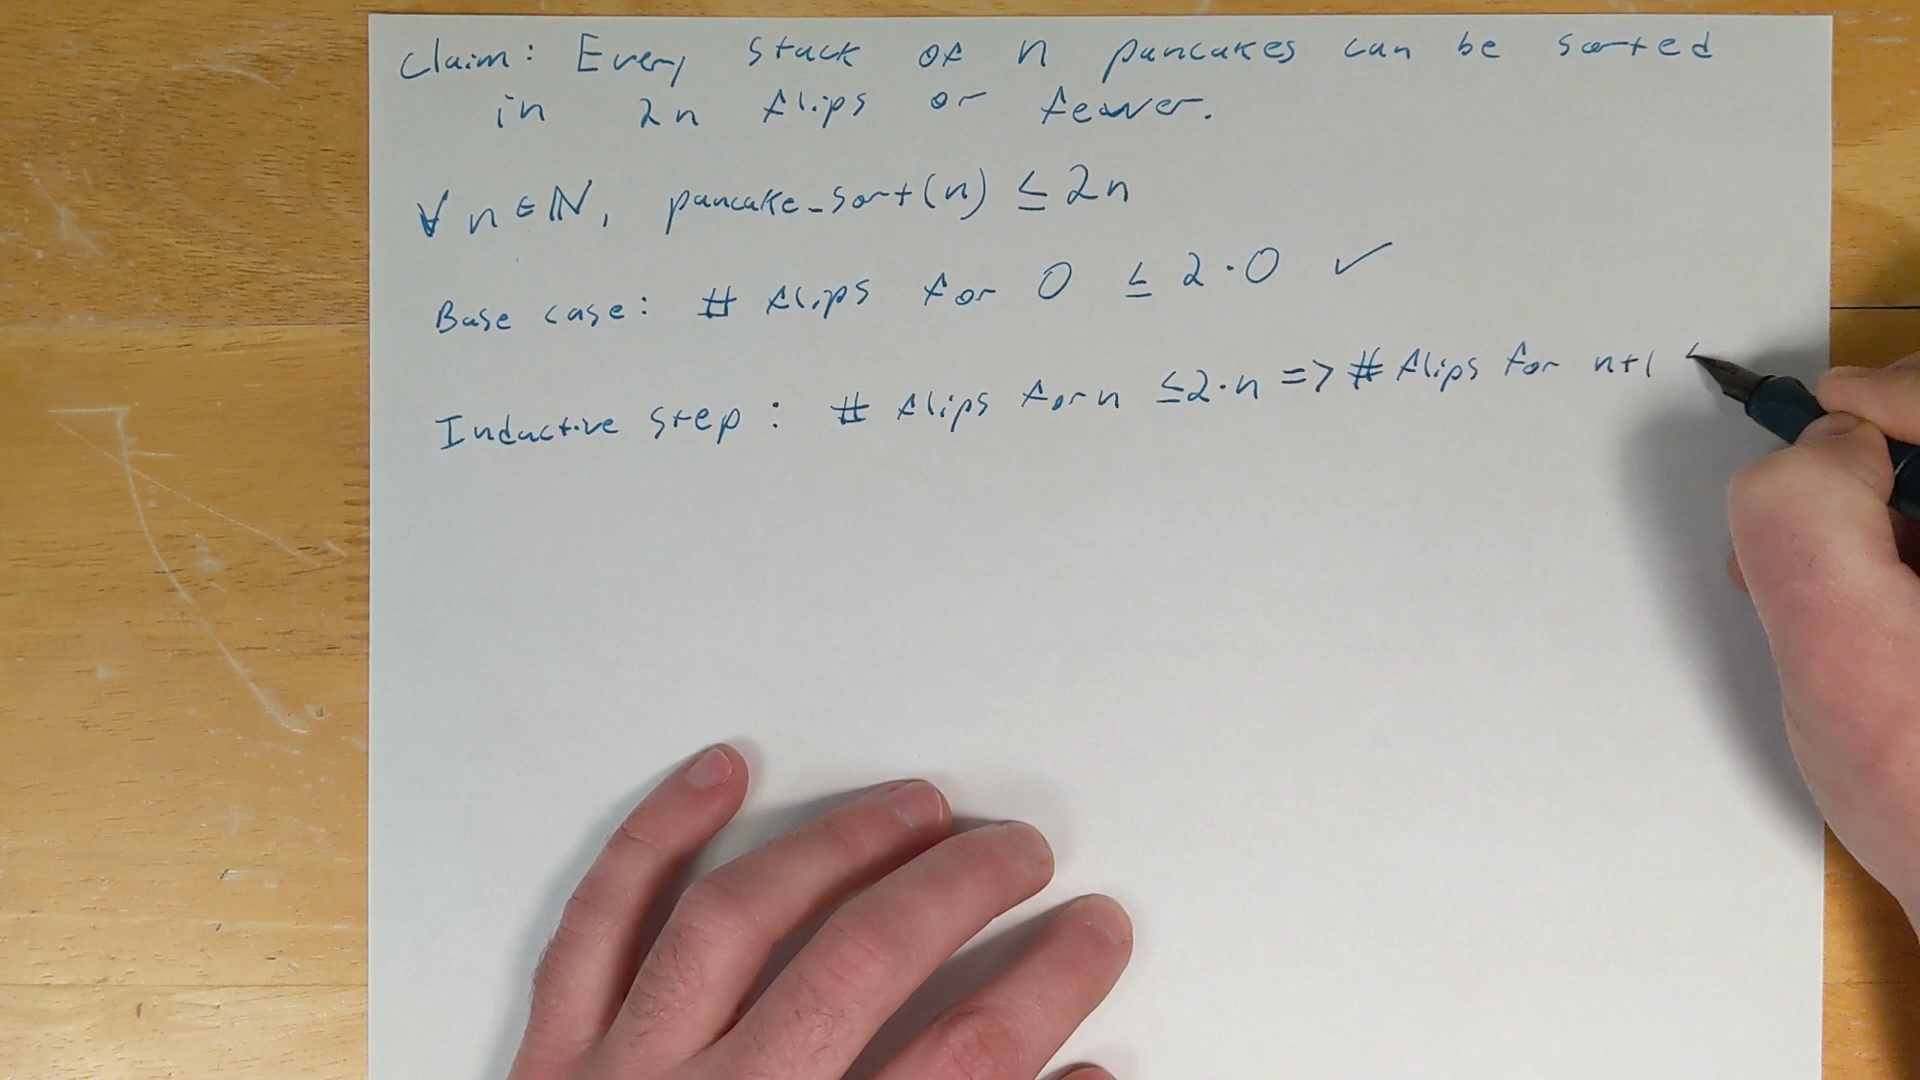 Claim: Every stack of n pancakes can be sorted
in 2n flips or fewer.
∀ n ∈ ℕ, pancake_sort(n) ≤ 2n
Base case: # flips for 0 ≤ 2·0 ✓
Inductive step: # flips for n ≤2·n => # flips for n+1